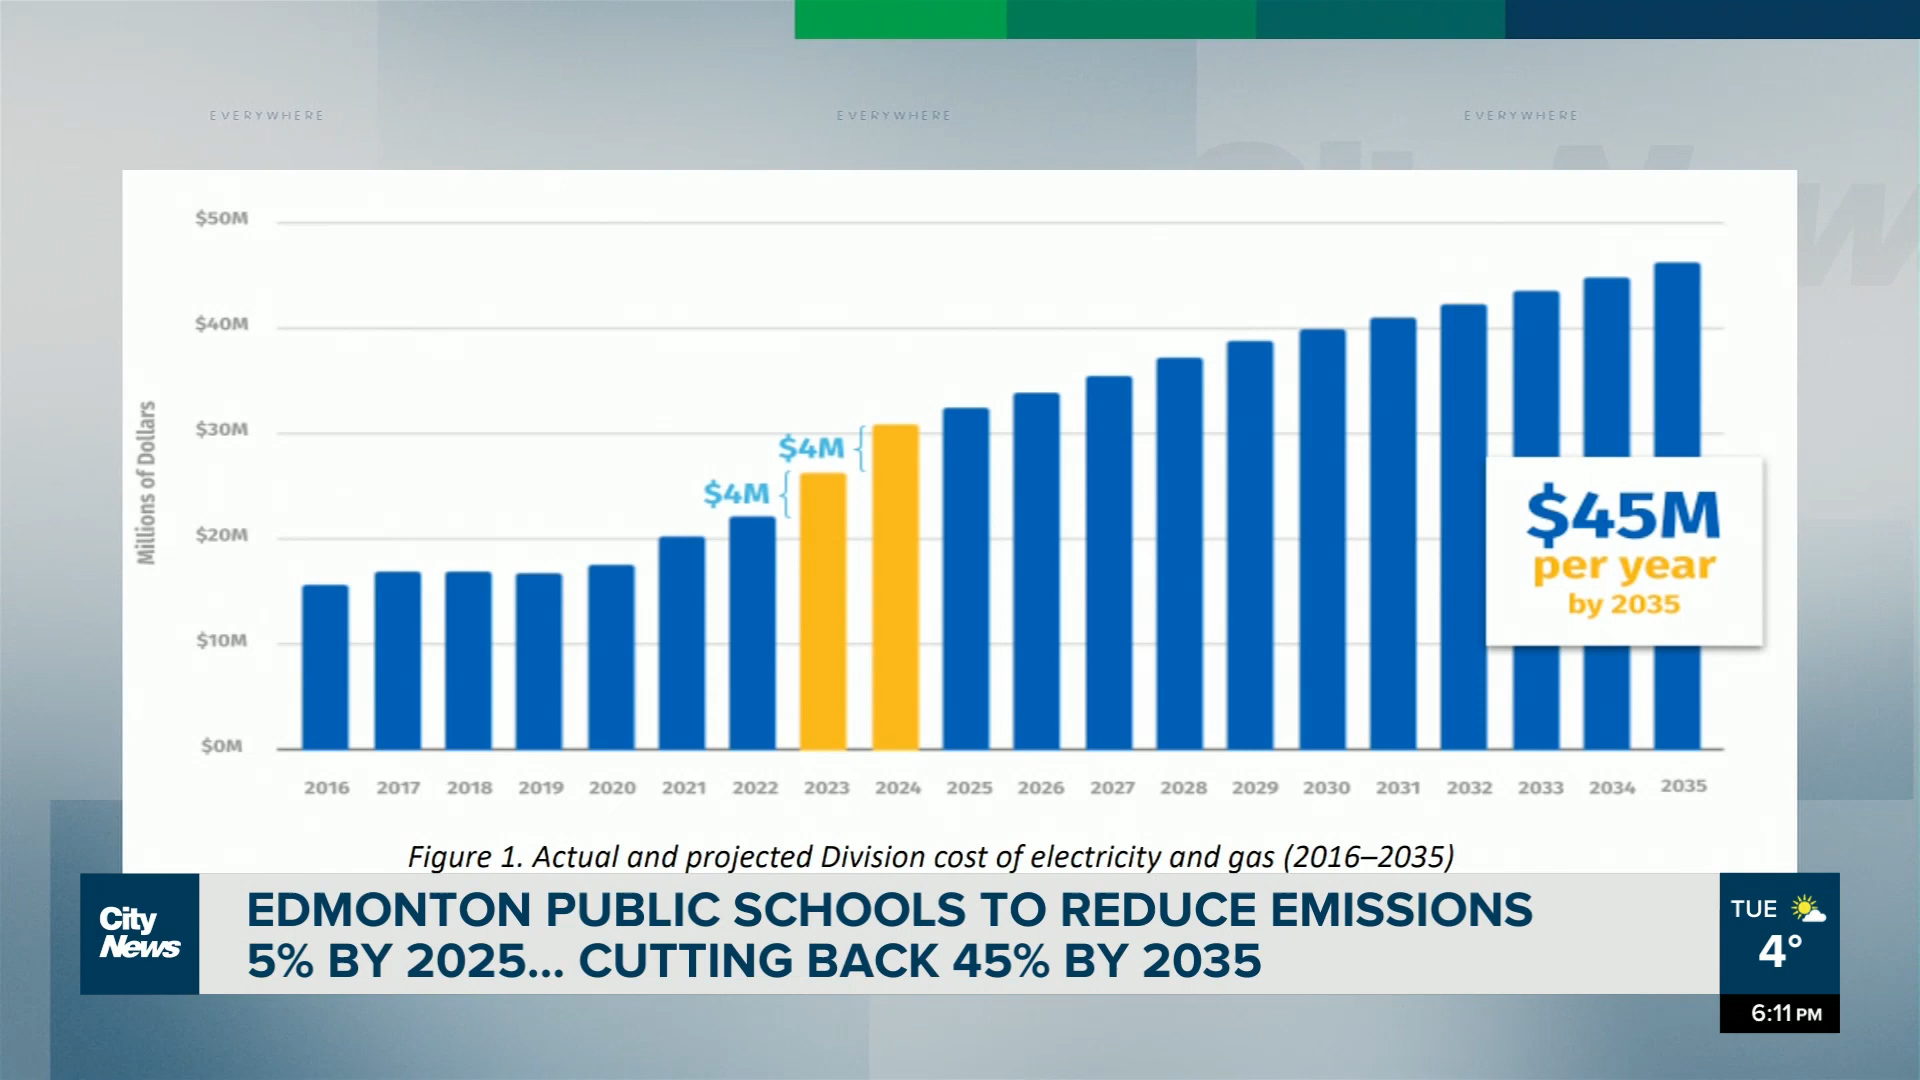 EVERYWHERE EVERYWHERE EVERYWHERE
$50M
$40M
$30M
$20M
$10M
$0M
Millions of Dollars
$4M
$4M
$45M
per year
by 2035
2016 2017 2018 2019 2020 2021 2022 2023 2024 2025 2026 2027 2028 2029 2030 2031 2032 2033 2034 2035
Figure 1. Actual and projected Division cost of electricity and gas (2016–2035)
City
News
EDMONTON PUBLIC SCHOOLS TO REDUCE EMISSIONS
5% BY 2025... CUTTING BACK 45% BY 2035
TUE
4°
6:11 PM